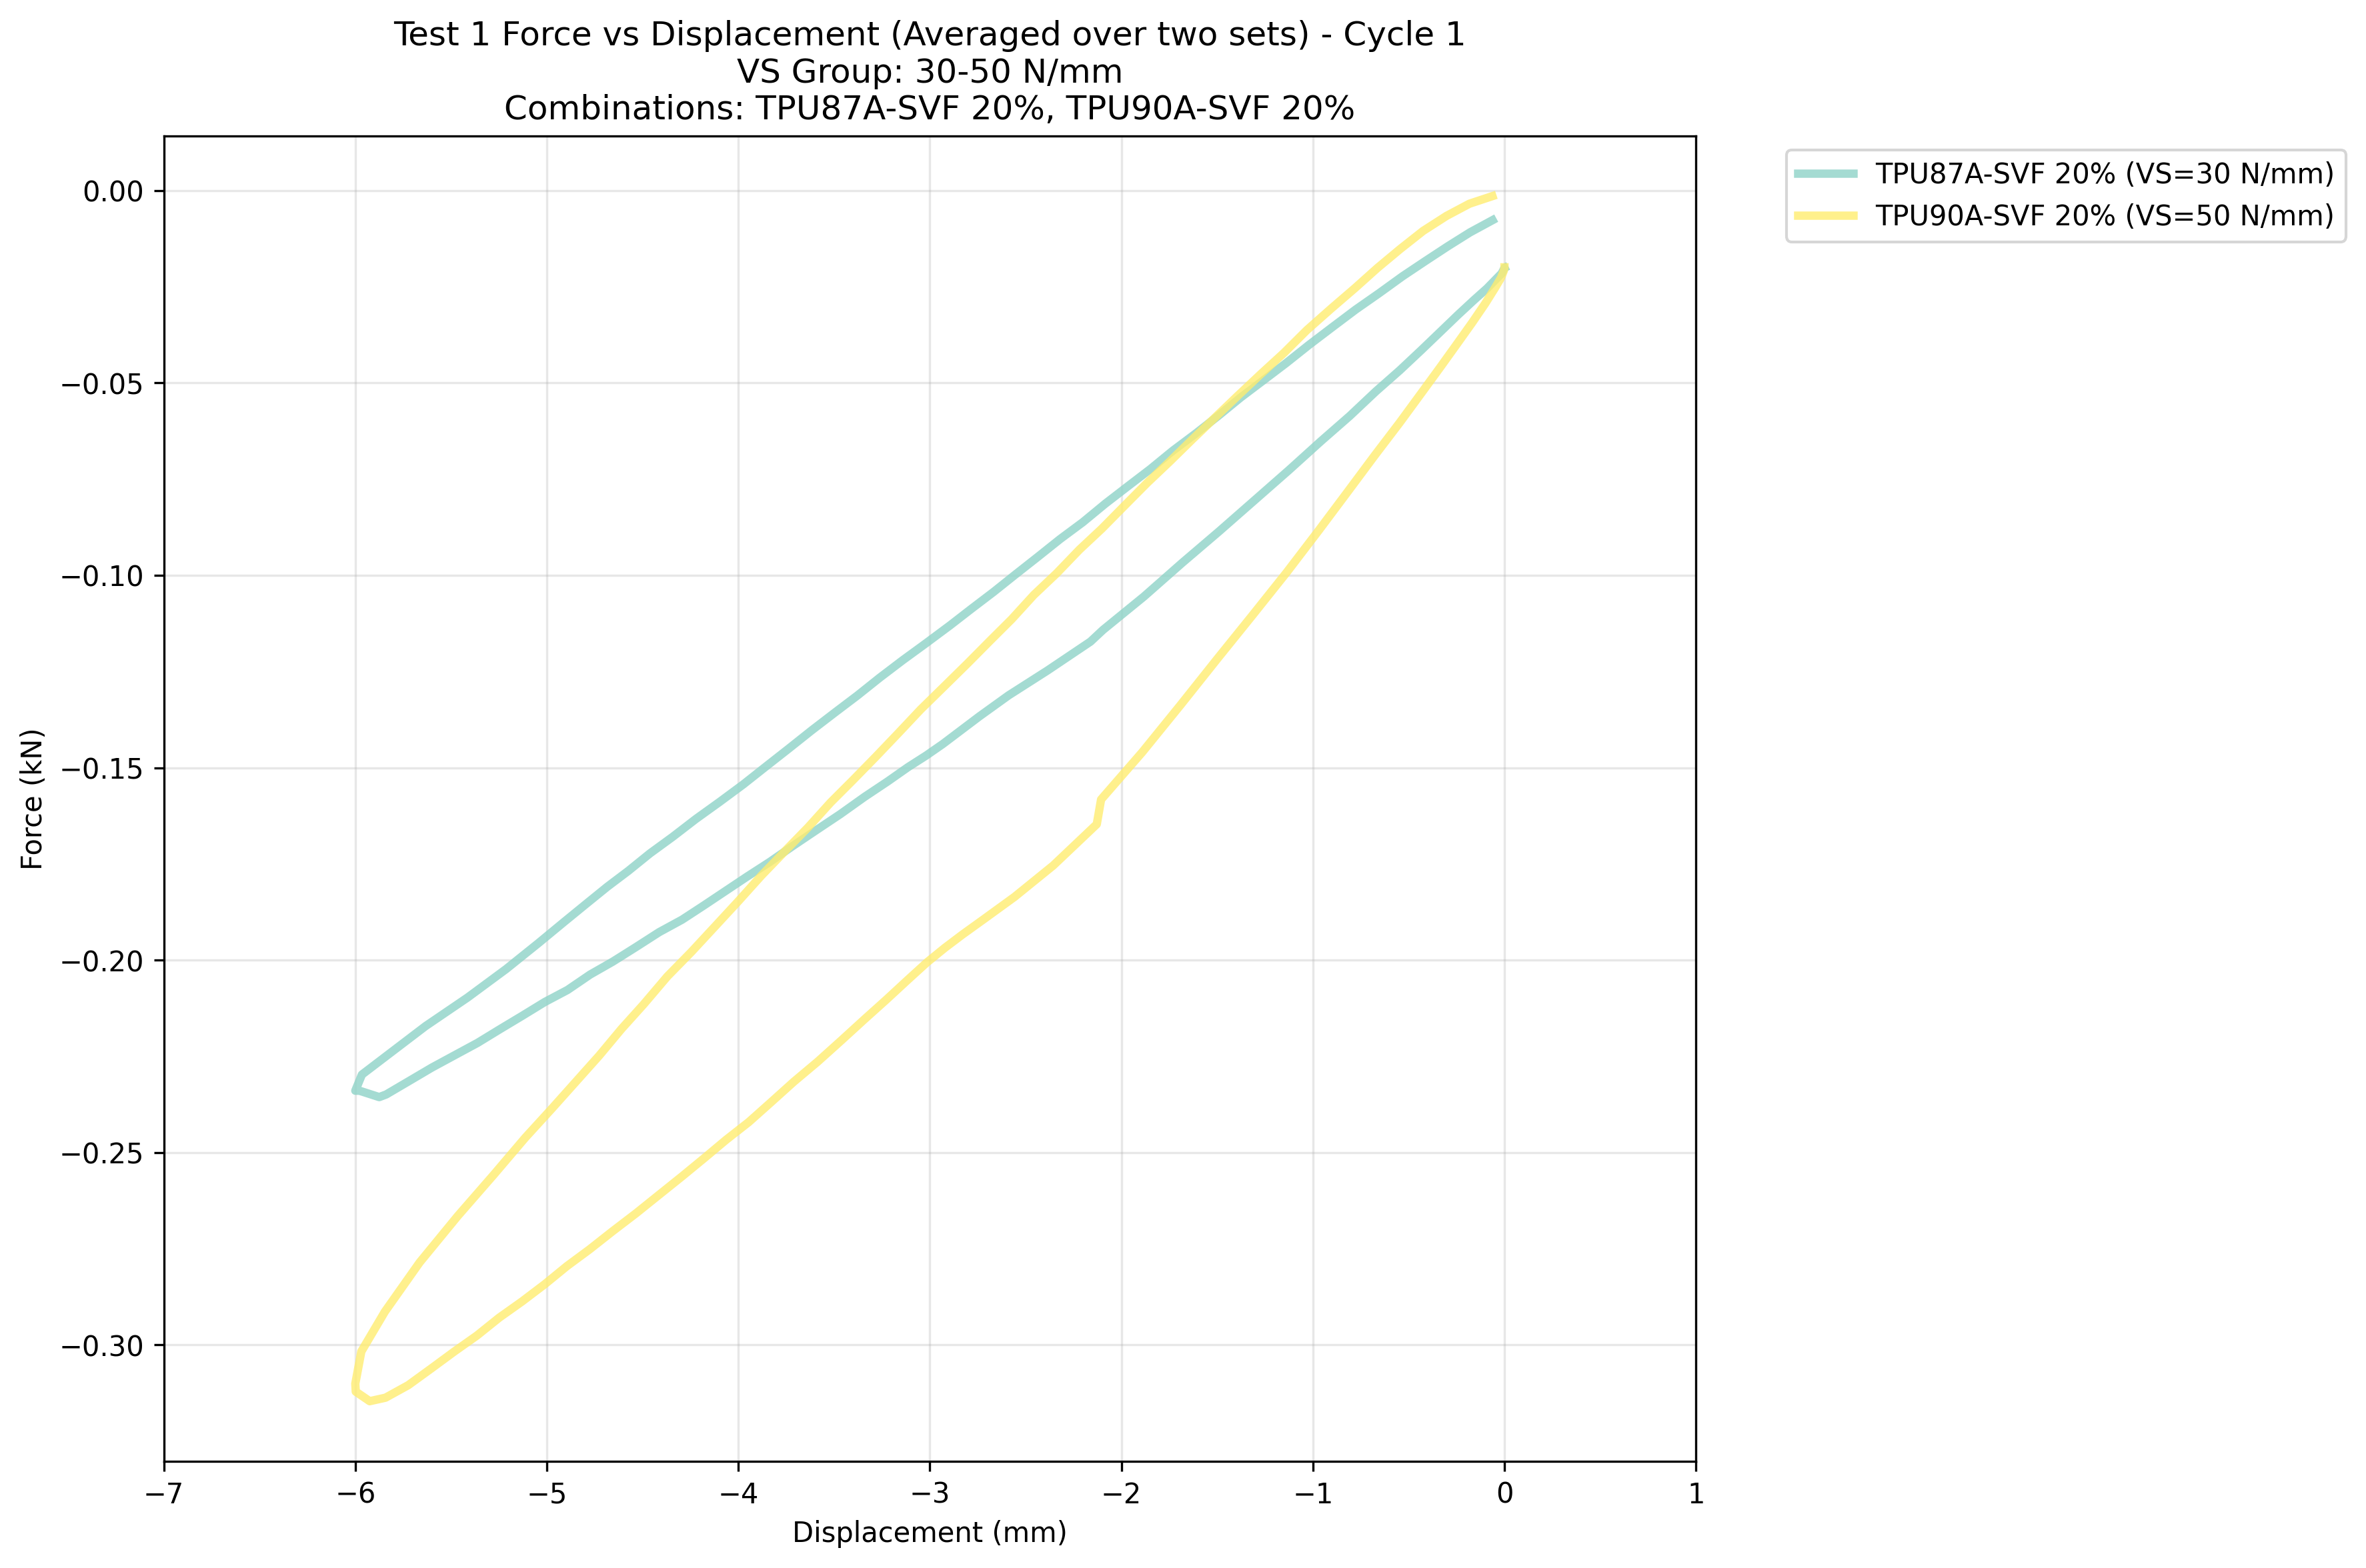 Test 1 Force vs Displacement (Averaged over two sets) - Cycle 1
VS Group: 30-50 N/mm
Combinations: TPU87A-SVF 20%, TPU90A-SVF 20%
TPU87A-SVF 20% (VS=30 N/mm)
TPU90A-SVF 20% (VS=50 N/mm)
Force (kN)
0.00
−0.05
−0.10
−0.15
−0.20
−0.25
−0.30
−7 −6 −5 −4 −3 −2 −1 0 1
Displacement (mm)